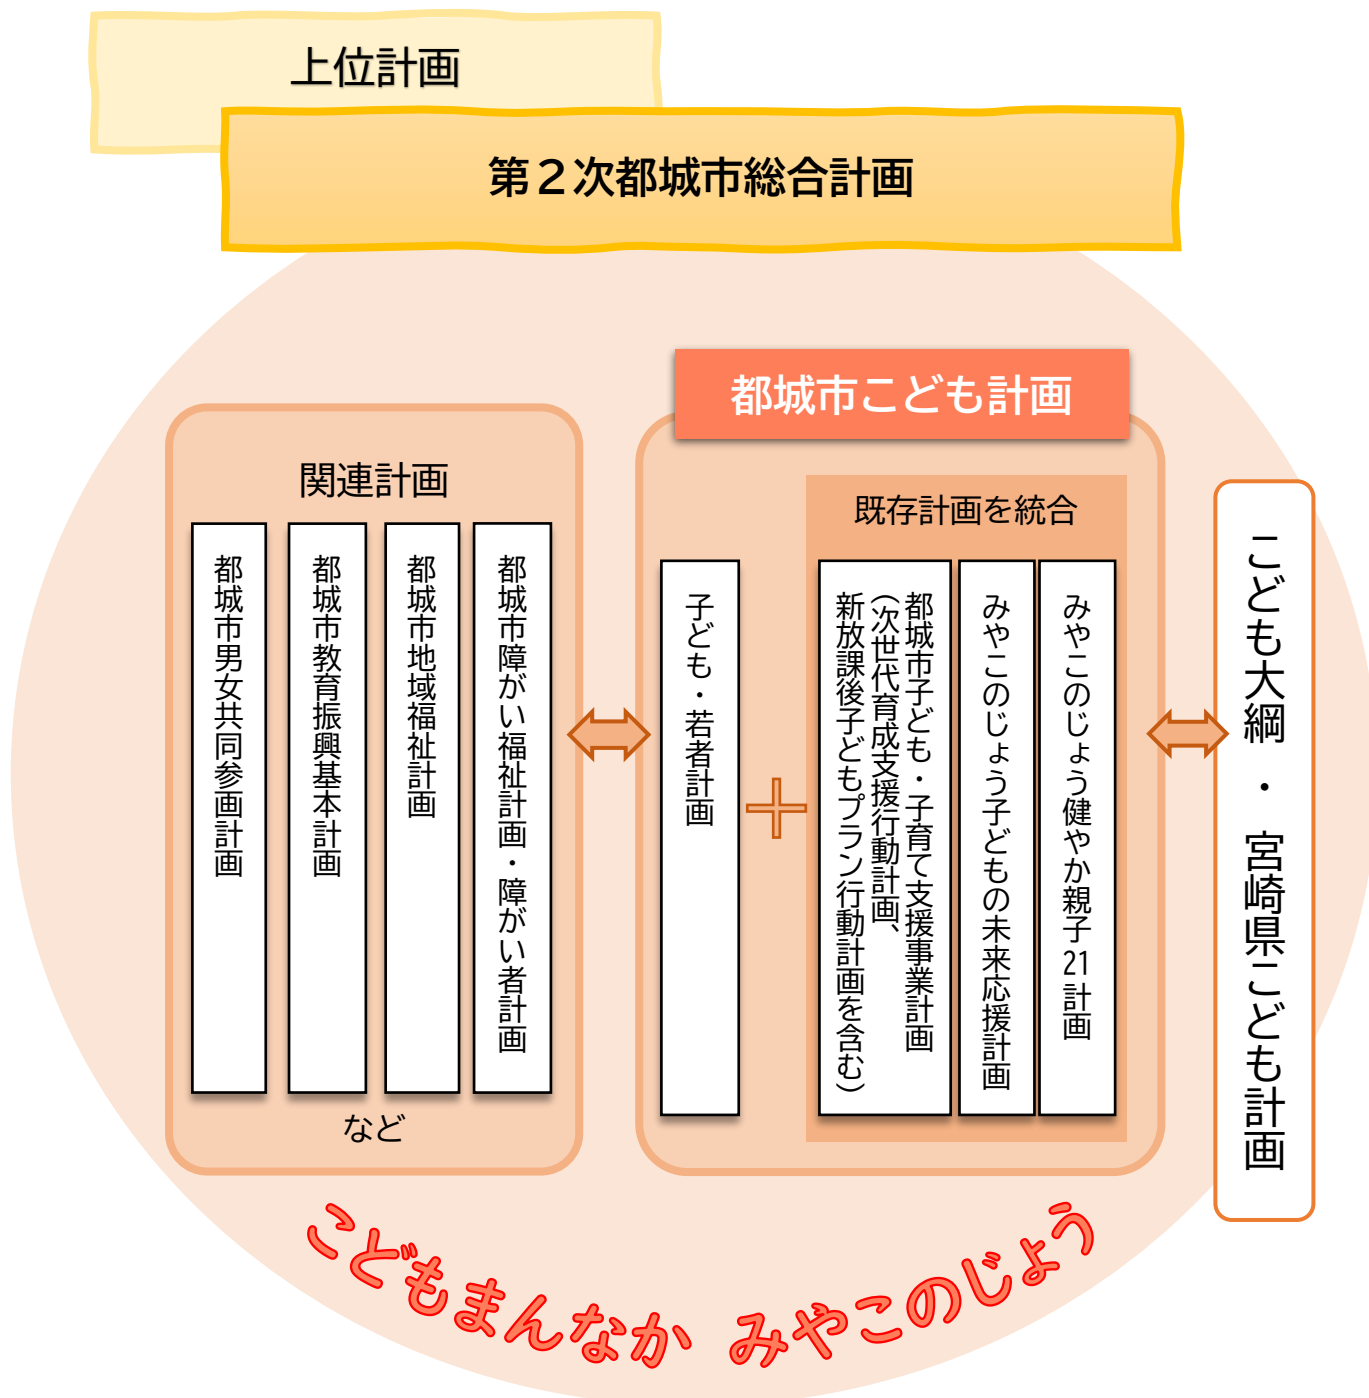 上位計画
第２次都城市総合計画
都城市こども計画
関連計画
都城市男女共同参画計画
都城市教育振興基本計画
都城市地域福祉計画
都城市障がい福祉計画・障がい者計画
など
子ども・若者計画
既存計画を統合
都城市子ども・子育て支援事業計画
（次世代育成支援行動計画、
新放課後子どもプラン行動計画を含む）
みやこのじょう子どもの未来応援計画
みやこのじょう健やか親子21計画
こども大綱 ・ 宮崎県こども計画
こどもまんなか みやこのじょう